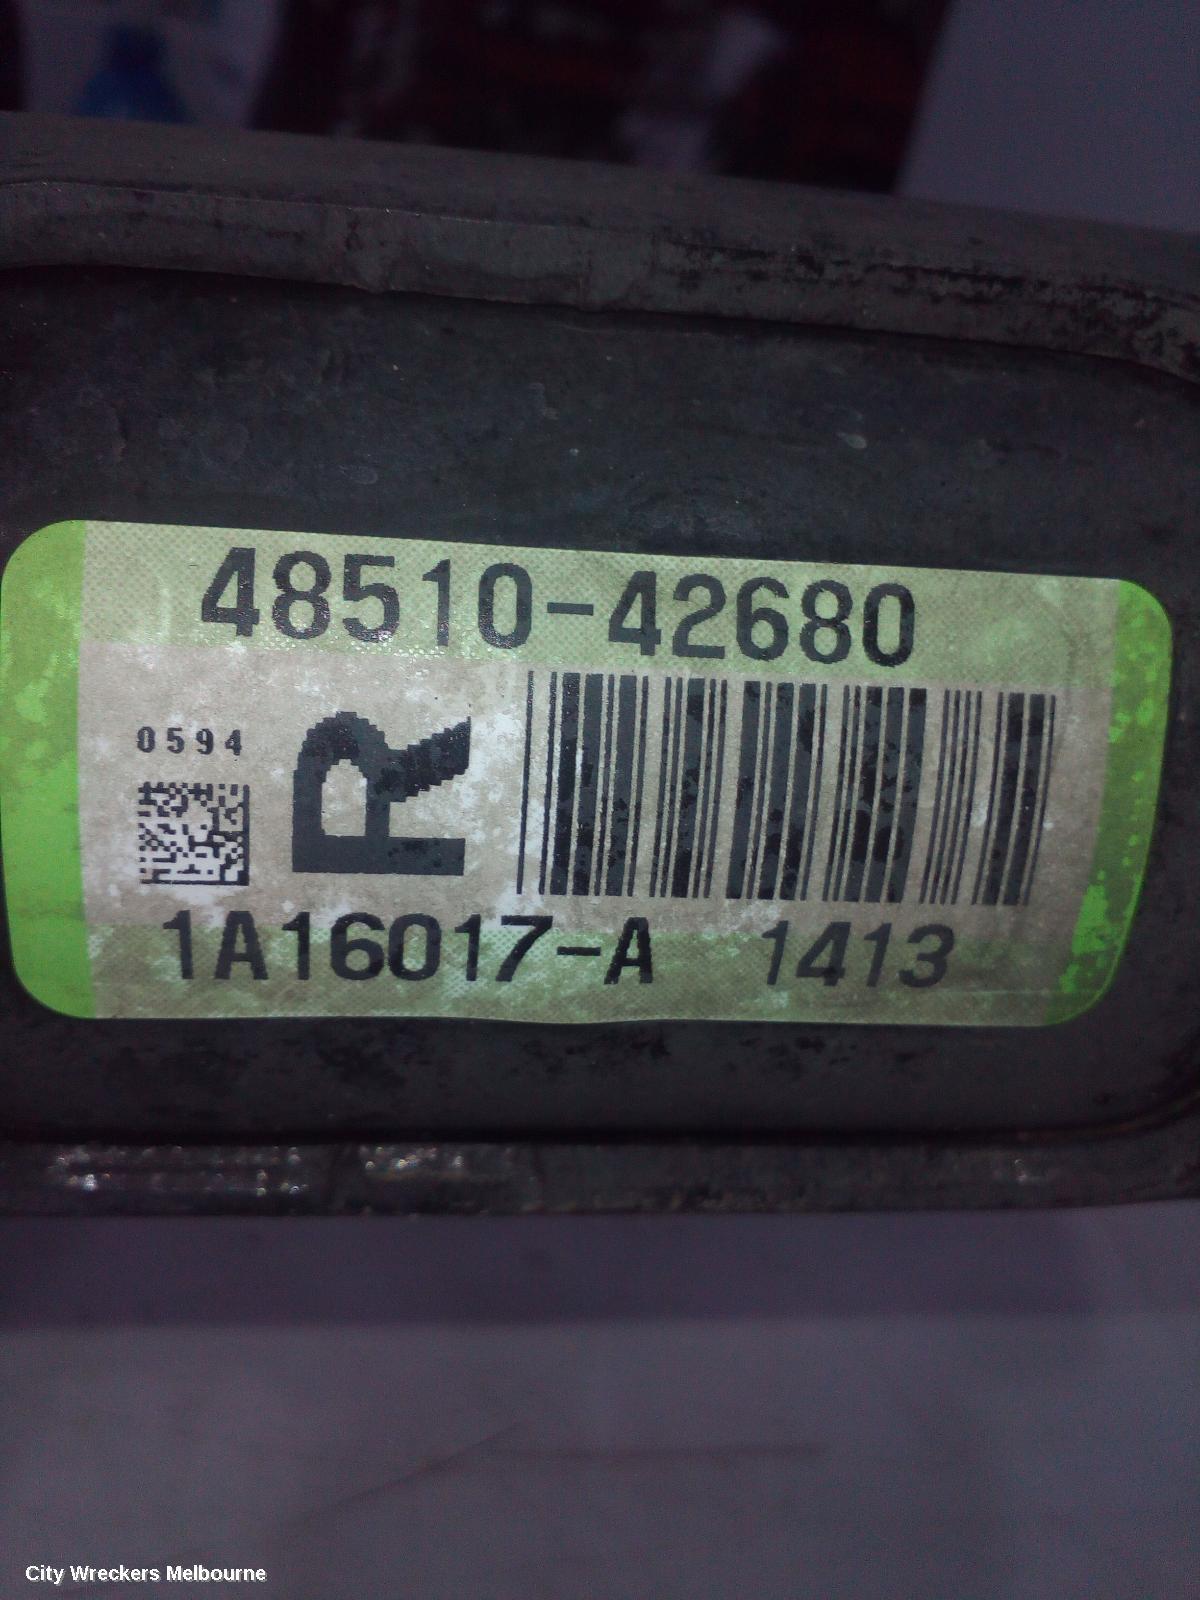 48510-42680
0594
R
1A16017-A 1413
City Wreckers Melbourne